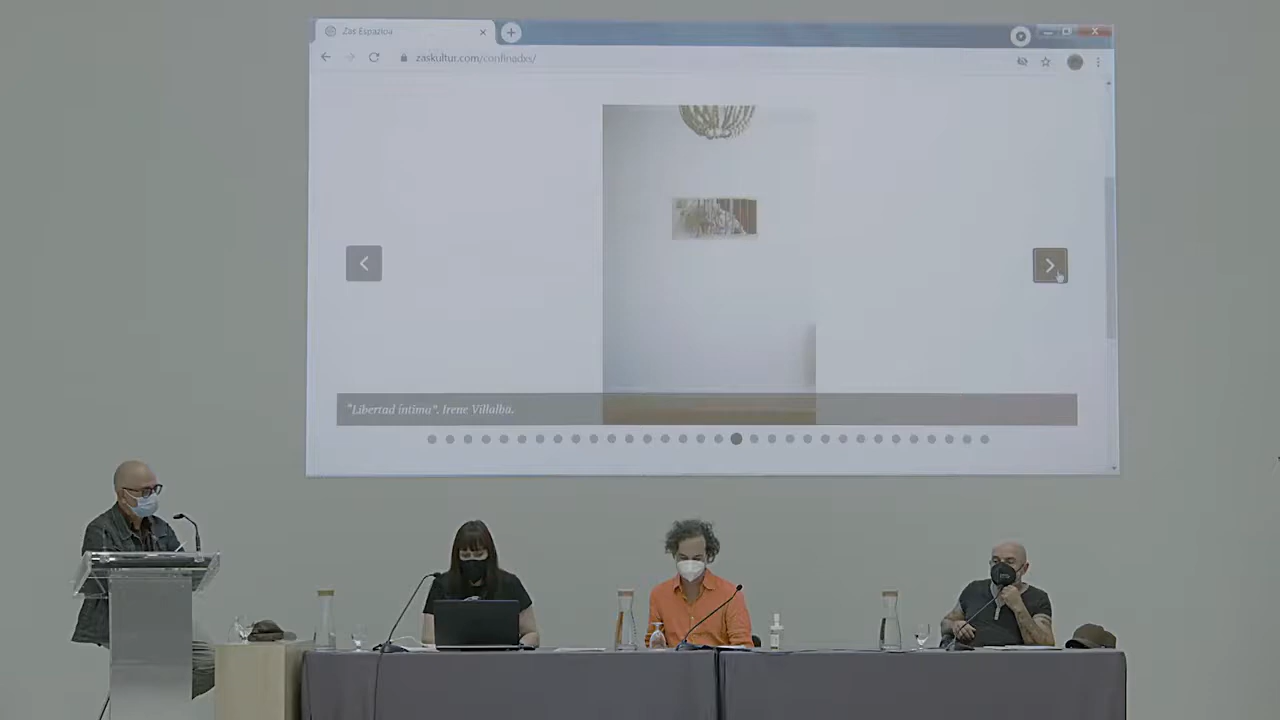 Zas Espazioa
zaskultur.com/confinadxs/
"Libertad íntima". Irene Villalba.